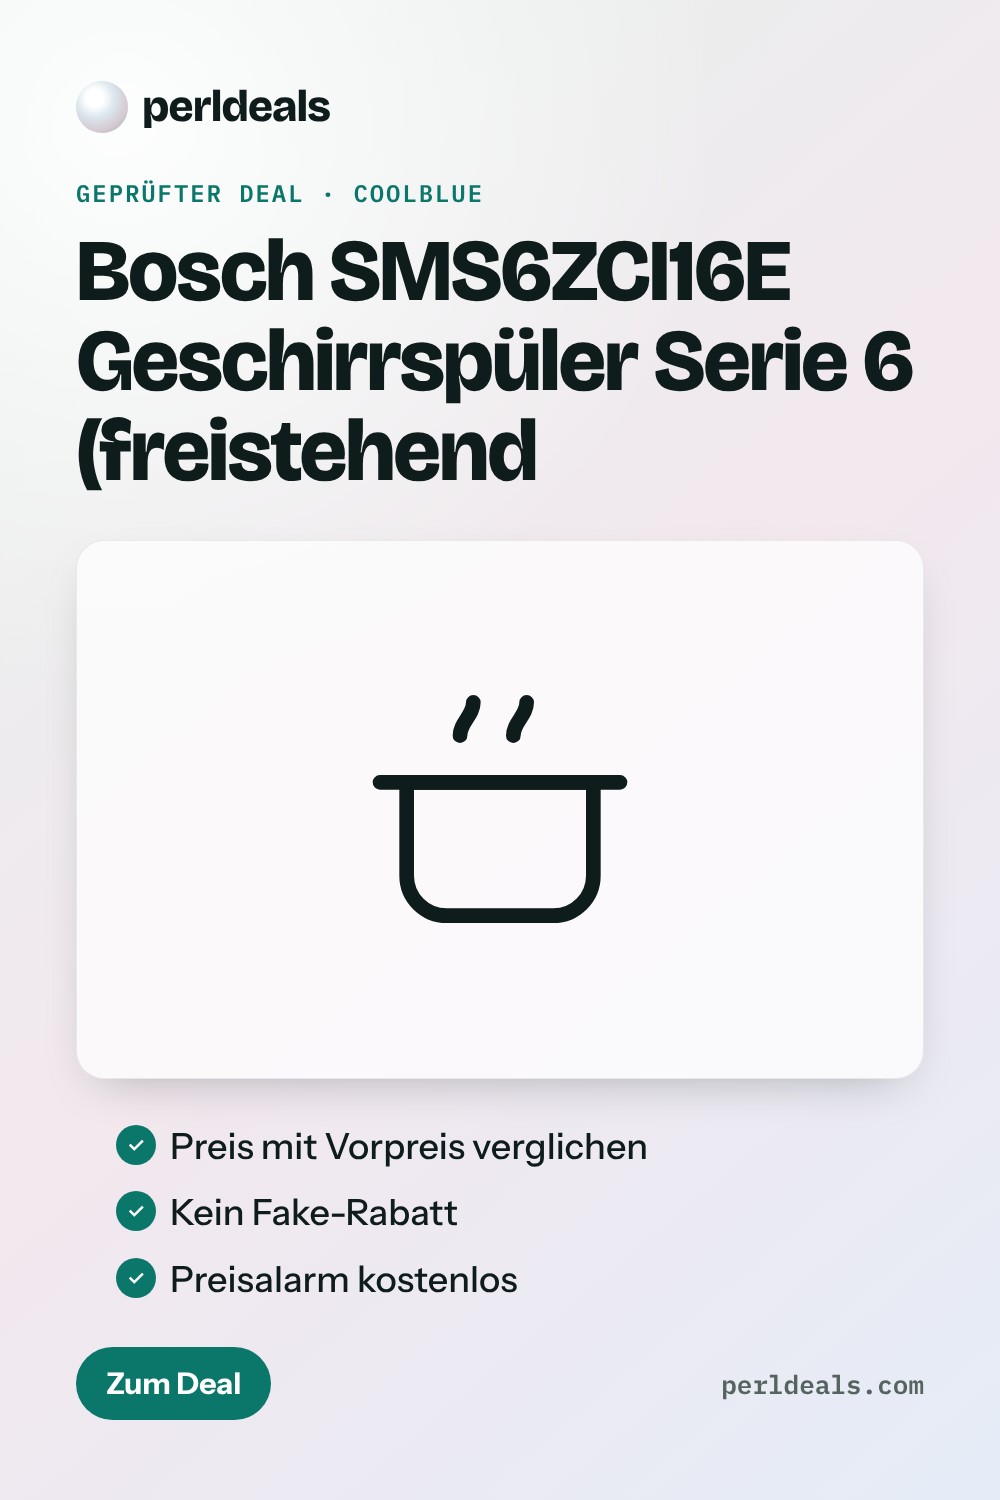 perldeals
GEPRÜFTER DEAL · COOLBLUE
Bosch SMS6ZCI16E
Geschirrspüler Serie 6
(freistehend
Preis mit Vorpreis verglichen
Kein Fake-Rabatt
Preisalarm kostenlos
Zum Deal
perldeals.com